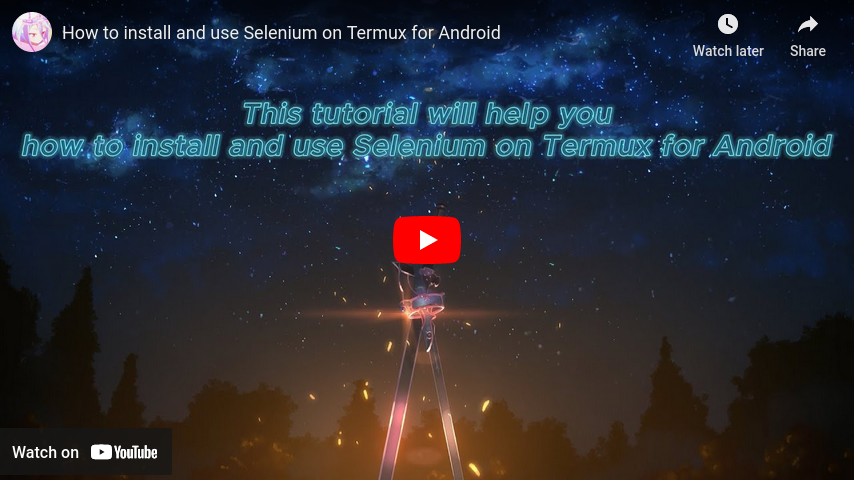 How to install and use Selenium on Termux for Android
Watch later
Share
This tutorial will help you
how to install and use Selenium on Termux for Android
Watch on YouTube